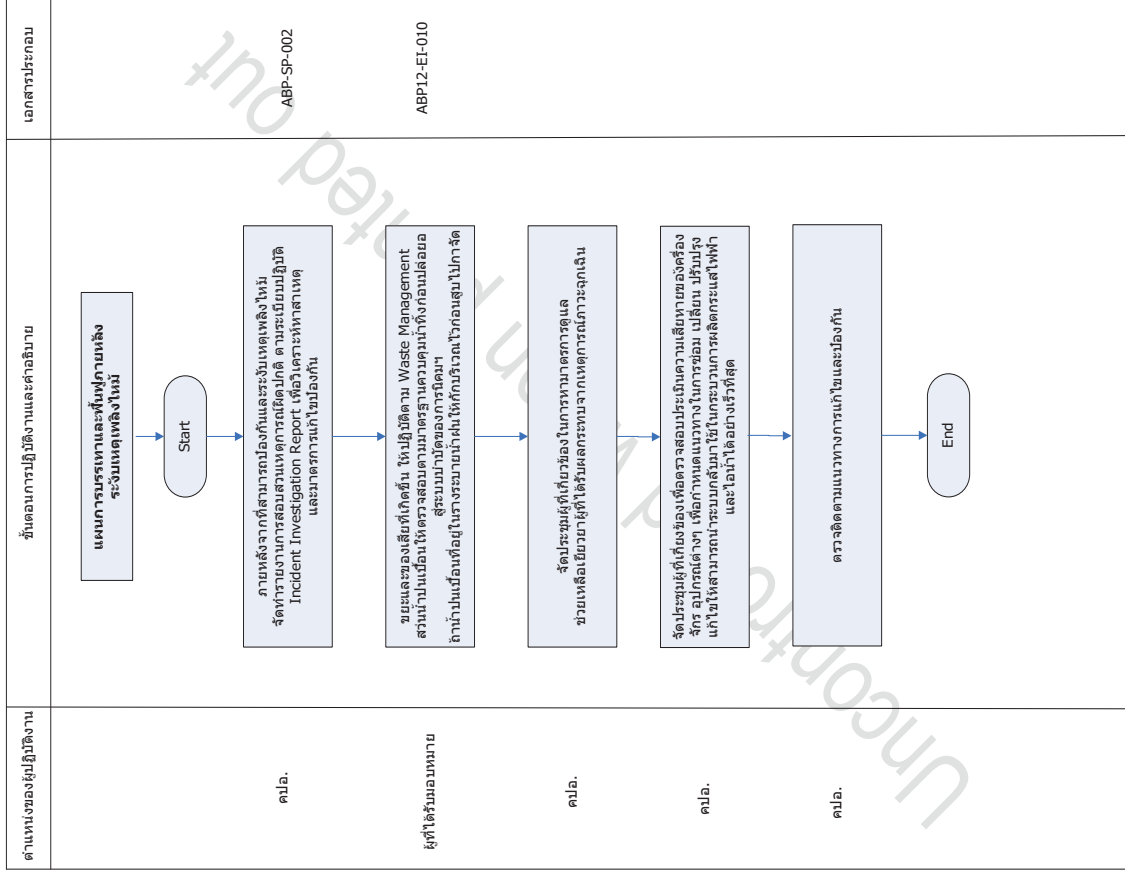 ตำแหน่งของผู้ปฏิบัติงาน
ขั้นตอนการปฏิบัติงานและคำอธิบาย
เอกสารประกอบ
แผนการบรรเทาและฟื้นฟูภายหลัง
ระงับเหตุเพลิงไหม้
Start
คปอ.
ภายหลังจากที่สามารถป้องกันและระงับเหตุเพลิงไหม้
จัดทำรายงานการสอบสวนเหตุการณ์ผิดปกติ ตามระเบียบปฏิบัติ
Incident Investigation Report เพื่อวิเคราะห์หาสาเหตุ
และมาตรการแก้ไขป้องกัน
ABP-SP-002
ผู้ที่ได้รับมอบหมาย
ขยะและของเสียที่เกิดขึ้น ให้ปฏิบัติตาม Waste Management
ส่วนน้ำปนเปื้อนให้ตรวจสอบตามมาตรฐานควบคุมน้ำทิ้งก่อนปล่อยอ
สู่ระบบบำบัดของการนิคมฯ
ถ้าน้ำปนเปื้อนที่อยู่ในรางระบายน้ำฝนให้กักบริเวณไว้ก่อนสูบไปกาจัด
ABP12-EI-010
คปอ.
จัดประชุมผู้ที่เกี่ยวข้องในการหามาตรการดูแล
ช่วยเหลือเยียวยาผู้ที่ได้รับผลกระทบจากเหตุการณ์ภาวะฉุกเฉิน
คปอ.
จัดประชุมผู้ที่เกี่ยงข้องเพื่อตรวจสอบประเมินความเสียหายของครื่อง
จักร อุปกรณ์ต่างๆ เพื่อกำหนดแนวทางในการซ่อม เปลี่ยน ปรับปรุง
แก้ไขให้สามารถนำระบบกลับมาใช้ในกระบวนการผลิตกระแสไฟฟ้า
และไอน้ำได้อย่างเร็วที่สุด
คปอ.
ตรวจติดตามแนวทางการแก้ไขและป้องกัน
End